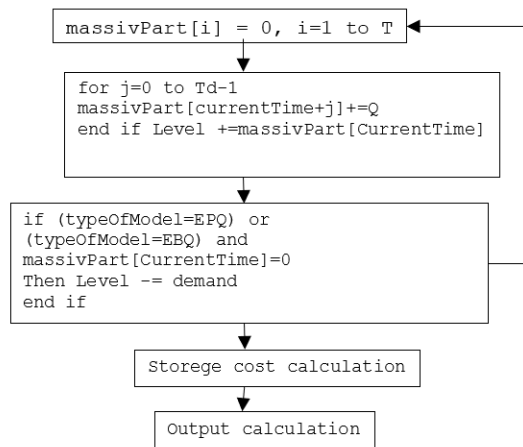 massivPart[i] = 0, i=1 to T
for j=0 to Td-1
massivPart[currentTime+j]+=Q
end if Level +=massivPart[CurrentTime]
if (typeOfModel=EPQ) or
(typeOfModel=EBQ) and
massivPart[CurrentTime]=0
Then Level -= demand
end if
Storege cost calculation
Output calculation